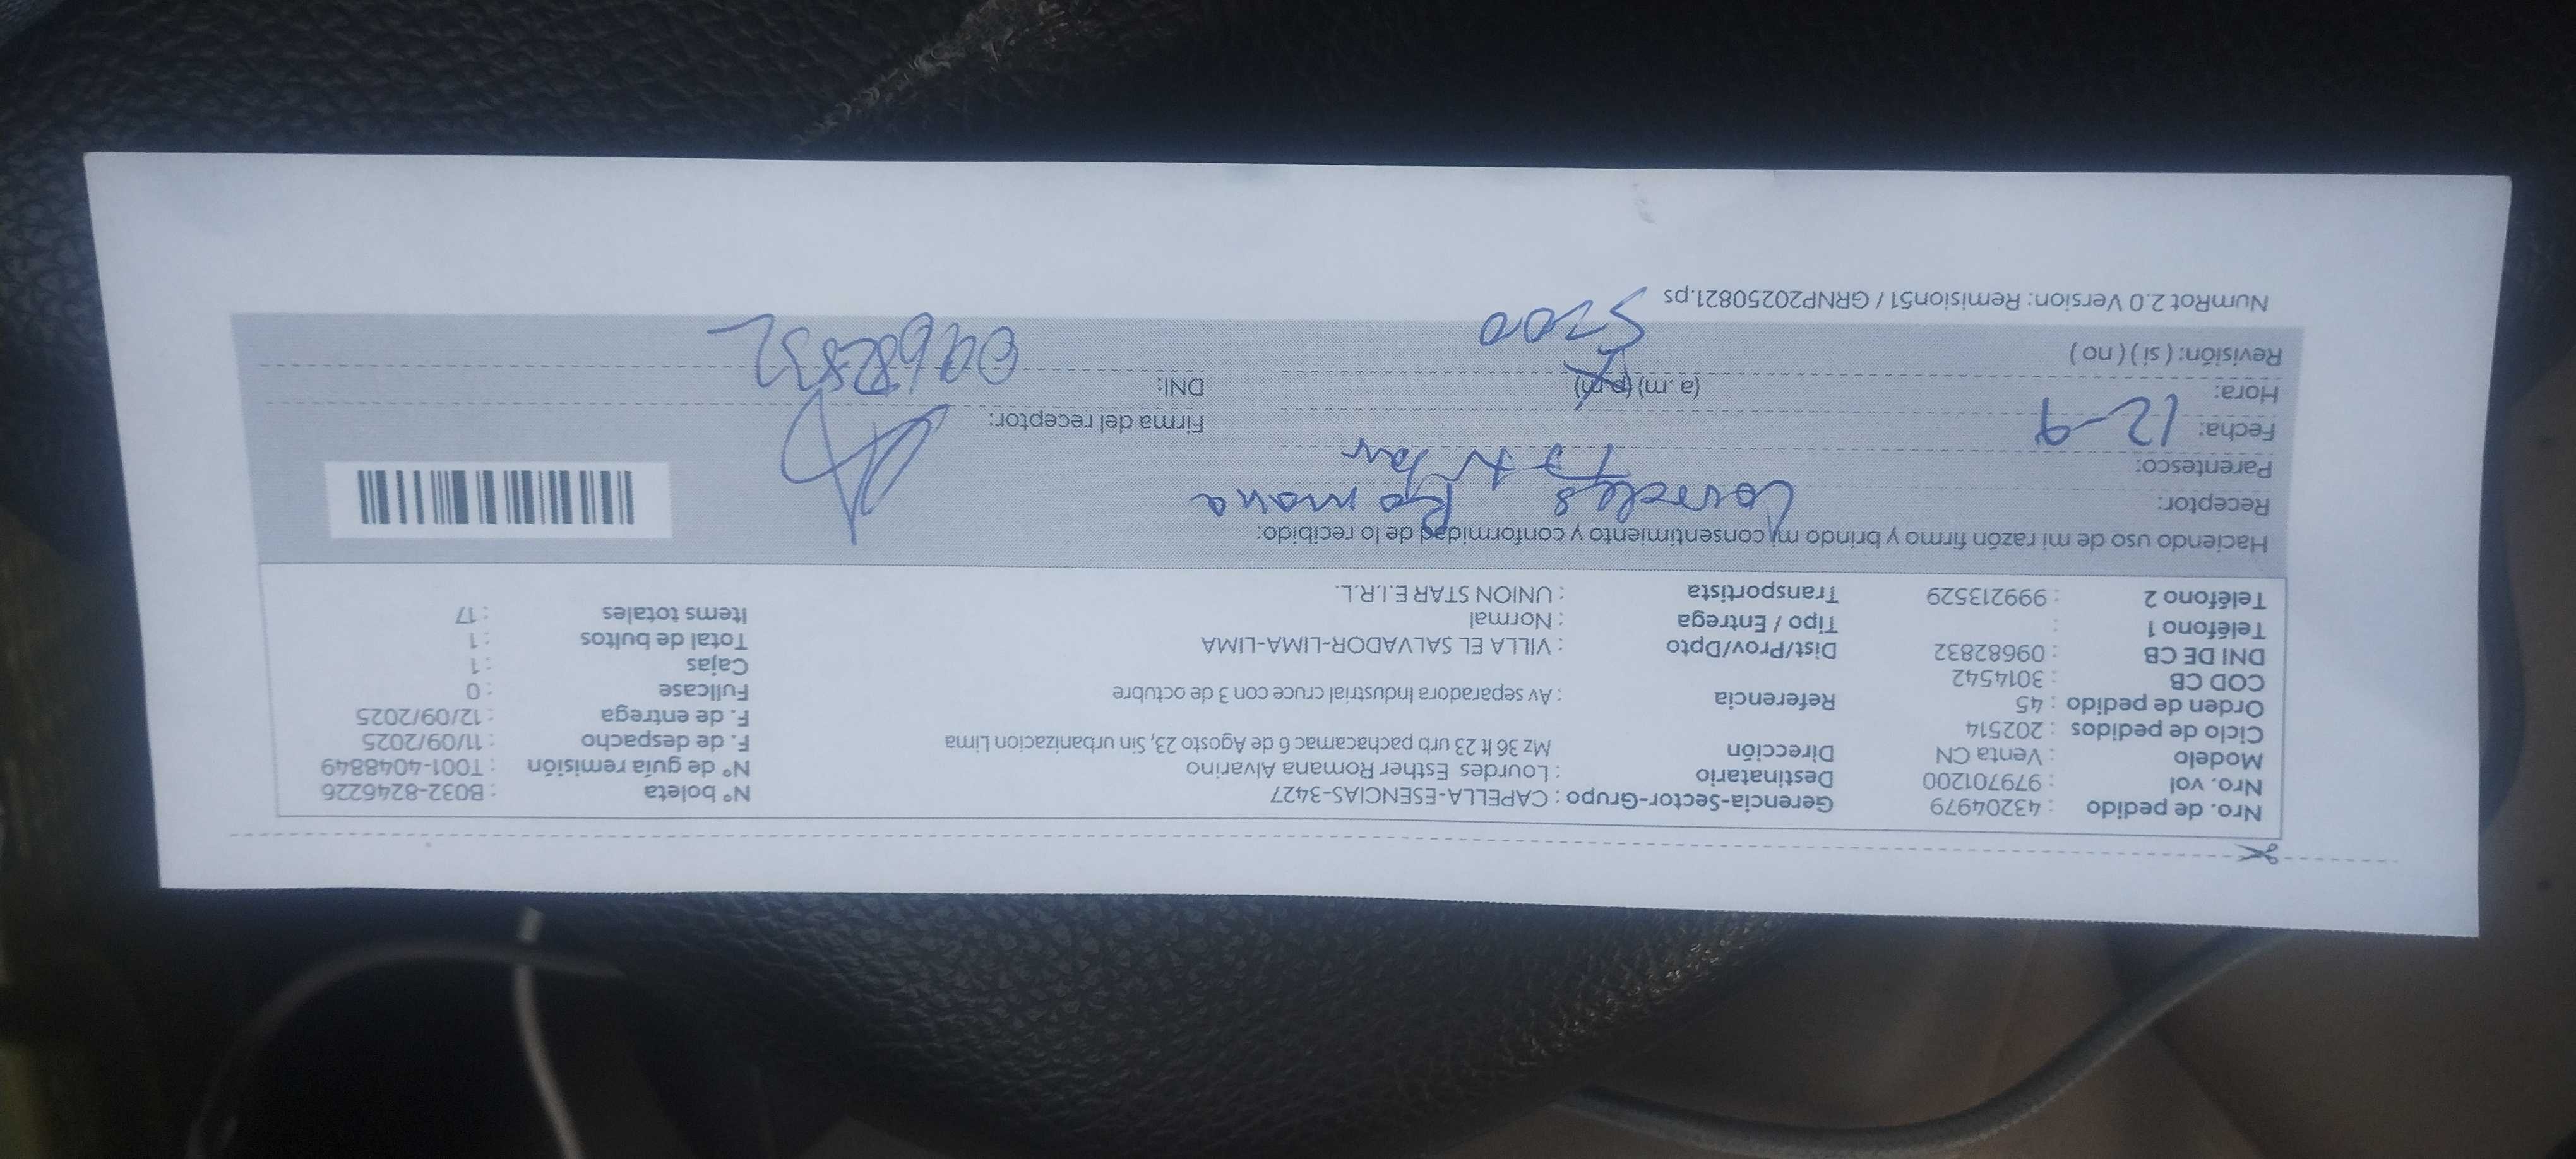 Nro. de pedido : 43204979 Gerencia-Sector-Grupo : CAPELLA-ESENCIAS-3427 N° boleta : B032-8246226
Nro. vol : 979701200 Destinatario : Lourdes Esther Romana Alvarino N° de guía remisión : T001-4048849
Modelo : Venta CN Dirección Mz 36 lt 23 urb pachacamac 6 de Agosto 23, Sin urbanizacion Lima F. de despacho : 11/09/2025
Ciclo de pedidos : 202514 F. de entrega : 12/09/2025
Orden de pedido : 45 Referencia : Av separadora Industrial cruce con 3 de octubre Fullcase : 0
COD CB : 3014542 Cajas : 1
DNI DE CB : 09682832 Dist/Prov/Dpto : VILLA EL SALVADOR-LIMA-LIMA Total de bultos : 1
Teléfono 1 : Tipo / Entrega : Normal Items totales : 17
Teléfono 2 : 999213529 Transportista : UNION STAR E.I.R.L.
Haciendo uso de mi razón firmo y brindo mi consentimiento y conformidad de lo recibido:
Receptor: Lourdes Romana
Parentesco:
Fecha: 12-9 Firma del receptor:
Hora: (a.m) (p.m) DNI: 09682832
Revisión: ( si ) ( no )
NumRot 2.0 Version: Remision51 / GRNP20250821.ps